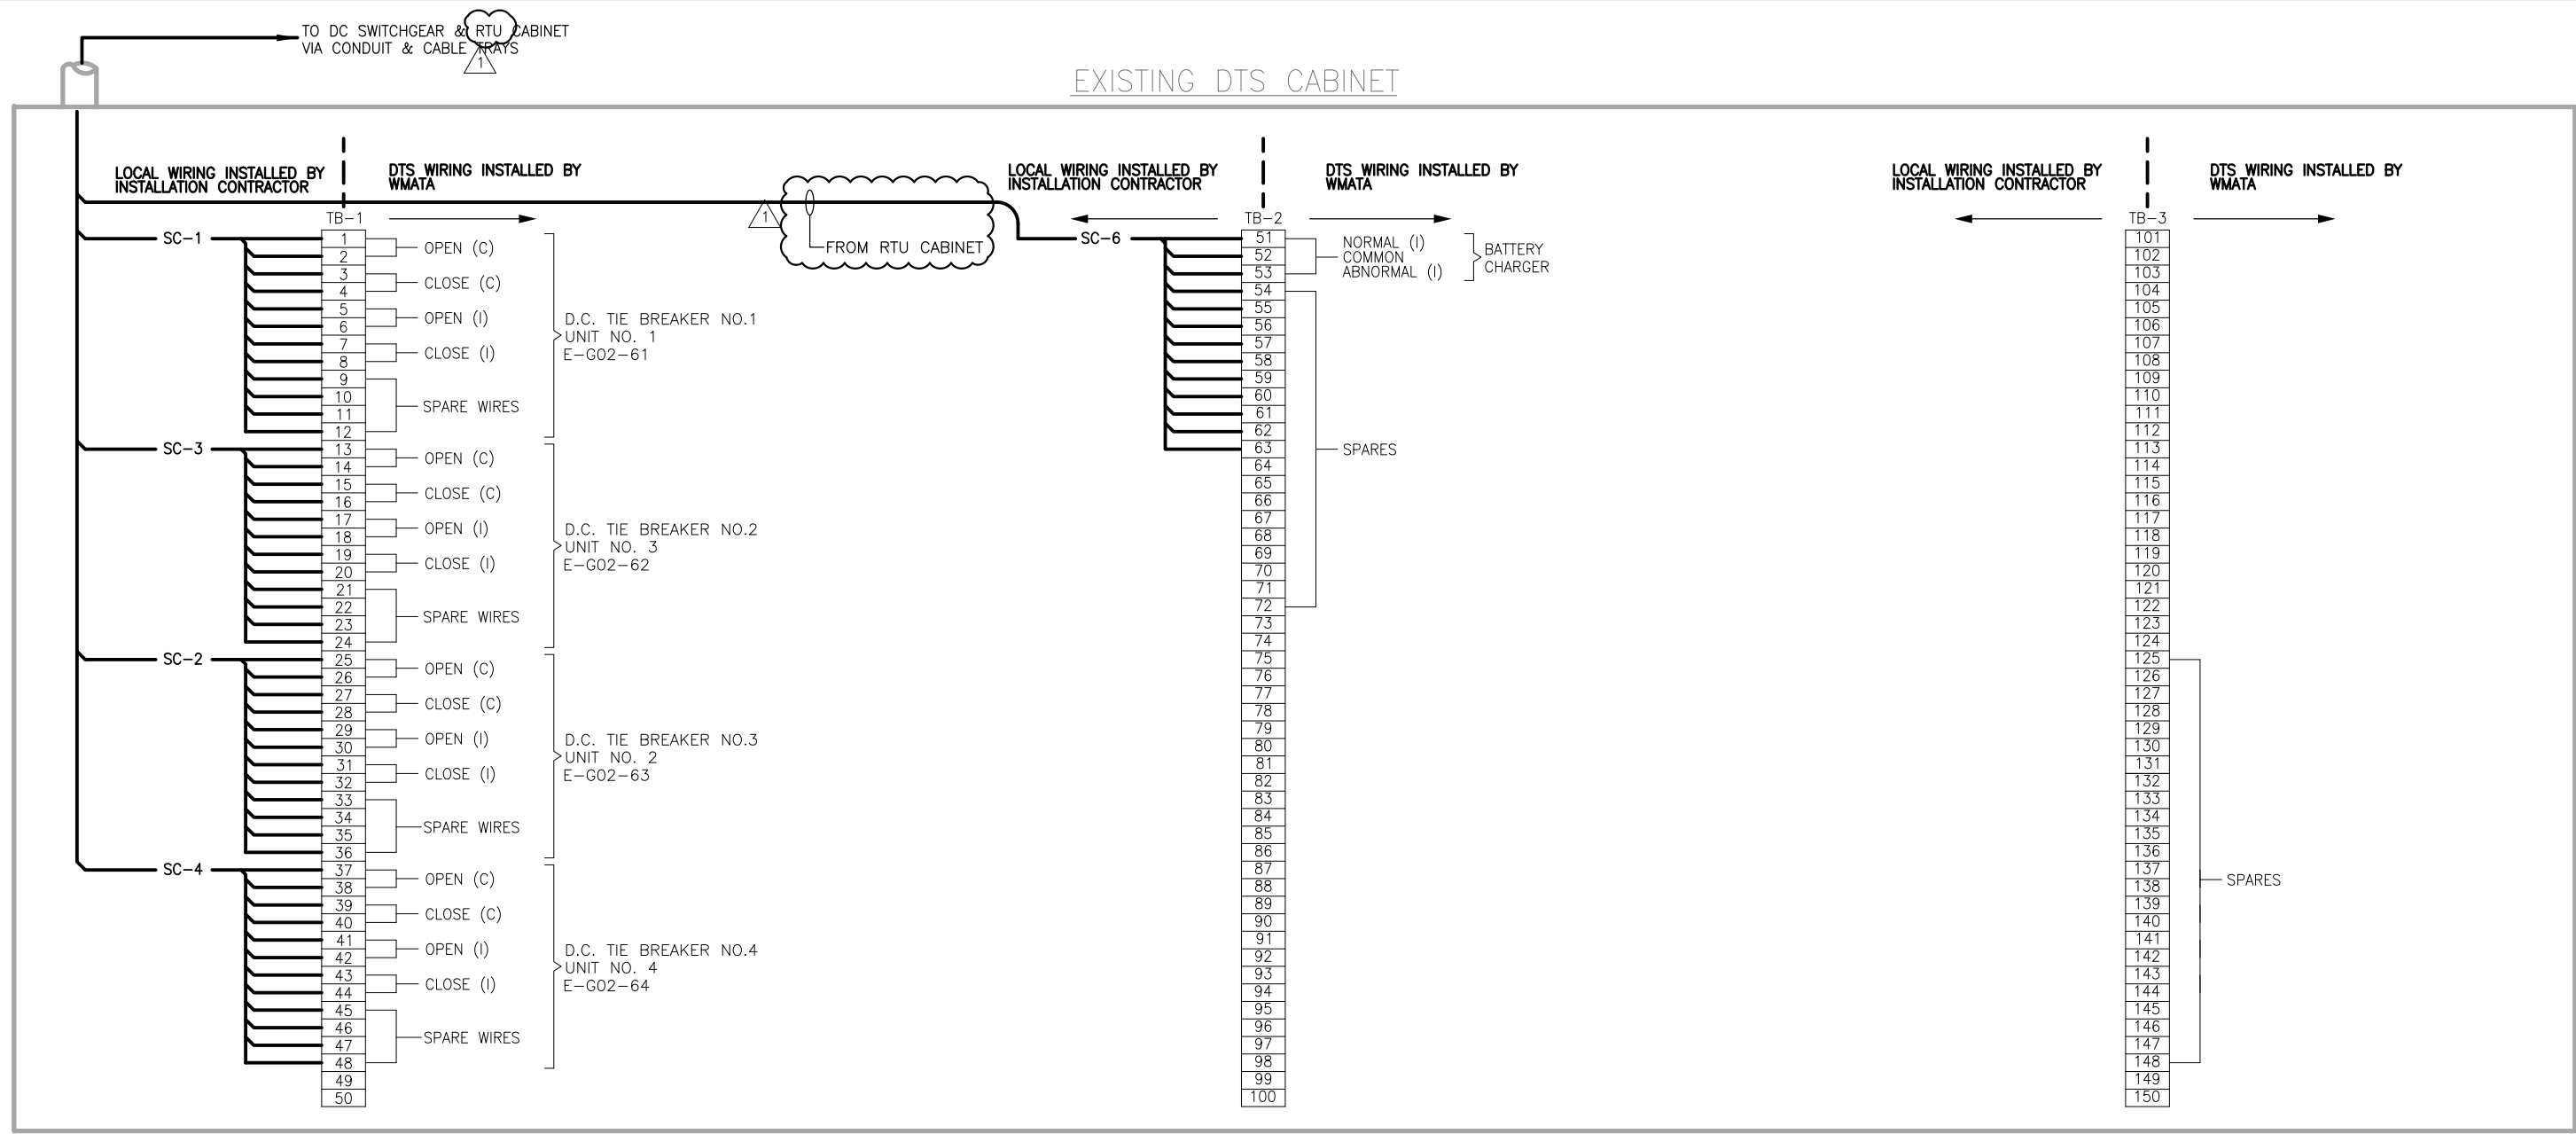 TO DC SWITCHGEAR & RTU CABINET
VIA CONDUIT & CABLE TRAYS
1
EXISTING DTS CABINET
LOCAL WIRING INSTALLED BY
INSTALLATION CONTRACTOR
DTS WIRING INSTALLED BY
WMATA
TB-1
SC-1
1
2
3
4
5
6
7
8
9
10
11
12
OPEN (C)
CLOSE (C)
OPEN (I)
CLOSE (I)
SPARE WIRES
D.C. TIE BREAKER NO.1
UNIT NO. 1
E-G02-61
SC-3
13
14
15
16
17
18
19
20
21
22
23
24
OPEN (C)
CLOSE (C)
OPEN (I)
CLOSE (I)
SPARE WIRES
D.C. TIE BREAKER NO.2
UNIT NO. 3
E-G02-62
SC-2
25
26
27
28
29
30
31
32
33
34
35
36
OPEN (C)
CLOSE (C)
OPEN (I)
CLOSE (I)
SPARE WIRES
D.C. TIE BREAKER NO.3
UNIT NO. 2
E-G02-63
SC-4
37
38
39
40
41
42
43
44
45
46
47
48
49
50
OPEN (C)
CLOSE (C)
OPEN (I)
CLOSE (I)
SPARE WIRES
D.C. TIE BREAKER NO.4
UNIT NO. 4
E-G02-64
1
FROM RTU CABINET
LOCAL WIRING INSTALLED BY
INSTALLATION CONTRACTOR
DTS WIRING INSTALLED BY
WMATA
TB-2
SC-6
51
52
53
54
55
56
57
58
59
60
61
62
63
64
65
66
67
68
69
70
71
72
73
74
75
76
77
78
79
80
81
82
83
84
85
86
87
88
89
90
91
92
93
94
95
96
97
98
99
100
NORMAL (I)
COMMON
ABNORMAL (I)
BATTERY
CHARGER
SPARES
LOCAL WIRING INSTALLED BY
INSTALLATION CONTRACTOR
DTS WIRING INSTALLED BY
WMATA
TB-3
101
102
103
104
105
106
107
108
109
110
111
112
113
114
115
116
117
118
119
120
121
122
123
124
125
126
127
128
129
130
131
132
133
134
135
136
137
138
139
140
141
142
143
144
145
146
147
148
149
150
SPARES